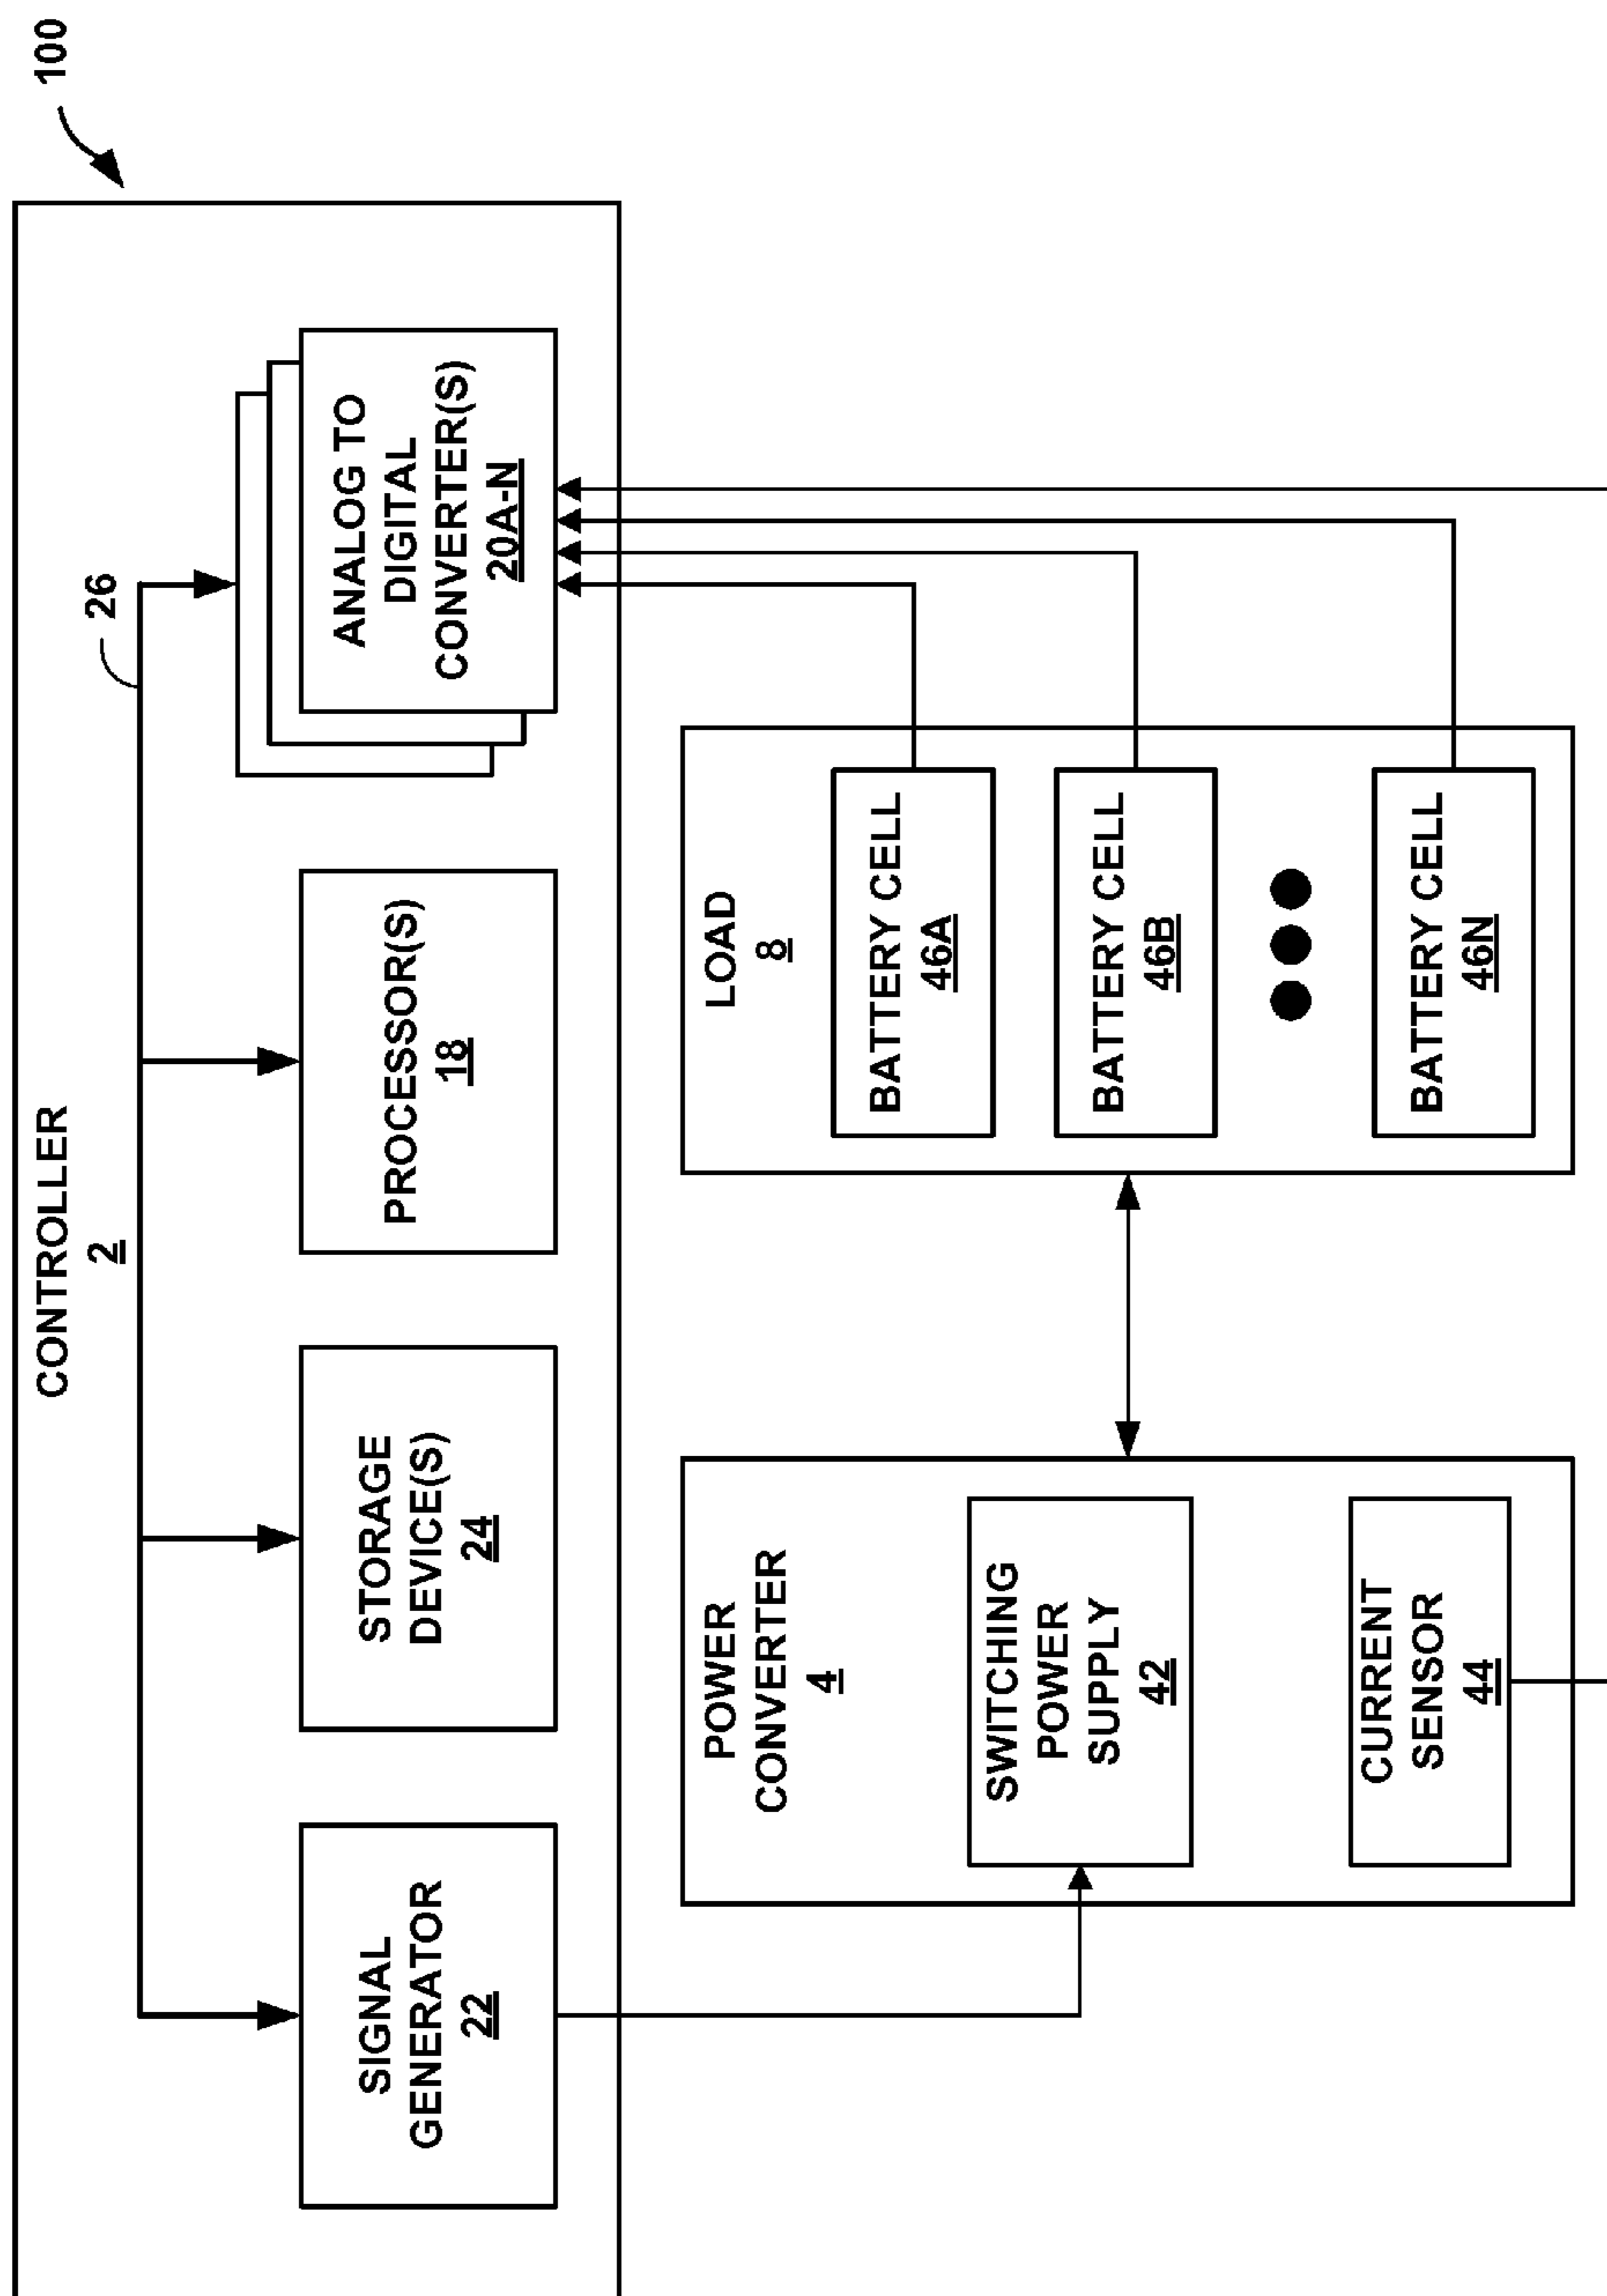 100
CONTROLLER
2
26
SIGNAL
GENERATOR
22
STORAGE
DEVICE(S)
24
PROCESSOR(S)
18
ANALOG TO
DIGITAL
CONVERTER(S)
20A-N
POWER
CONVERTER
4
SWITCHING
POWER
SUPPLY
42
CURRENT
SENSOR
44
LOAD
8
BATTERY CELL
46A
BATTERY CELL
46B
BATTERY CELL
46N